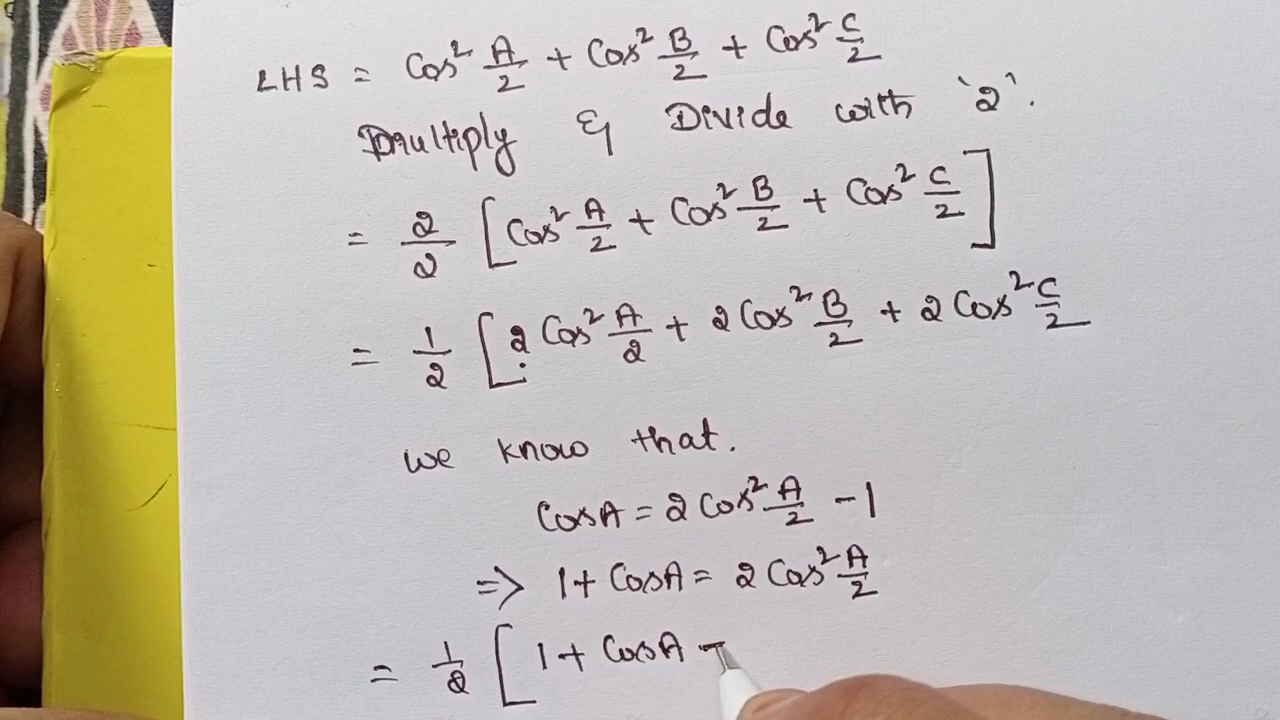 LHS = Cos² A/2 + Cos² B/2 + Cos² C/2
Multiply & Divide with '2'.
= 2/2 [Cos² A/2 + Cos² B/2 + Cos² C/2]
= 1/2 [2 Cos² A/2 + 2 Cos² B/2 + 2 Cos² C/2
we know that.
CosA = 2 Cos² A/2 - 1
=> 1 + CosA = 2 Cos² A/2
= 1/2 [ 1 + CosA